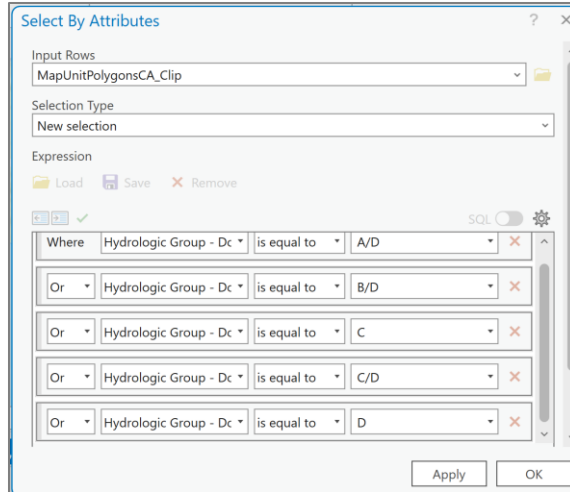 Select By Attributes ? ×
Input Rows
MapUnitPolygonsCA_Clip
Selection Type
New selection
Expression
Load Save Remove
SQL
Where Hydrologic Group - Dc is equal to A/D
Or Hydrologic Group - Dc is equal to B/D
Or Hydrologic Group - Dc is equal to C
Or Hydrologic Group - Dc is equal to C/D
Or Hydrologic Group - Dc is equal to D
Apply OK